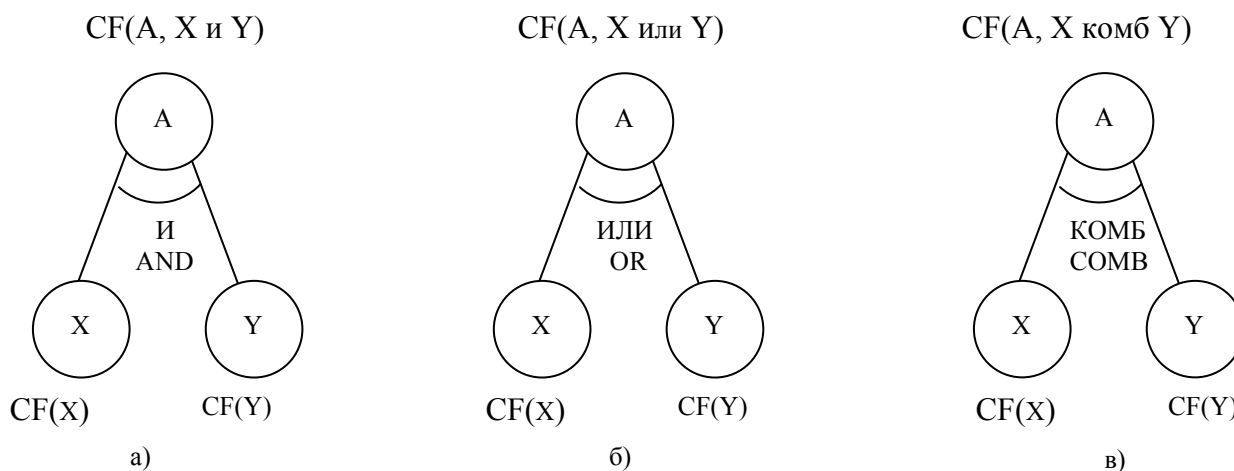 CF(A, X и Y)
A
И
AND
X
Y
CF(X)
CF(Y)
а)
CF(A, X или Y)
A
ИЛИ
OR
X
Y
CF(X)
CF(Y)
б)
CF(A, X комб Y)
A
КОМБ
COMB
X
Y
CF(X)
CF(Y)
в)